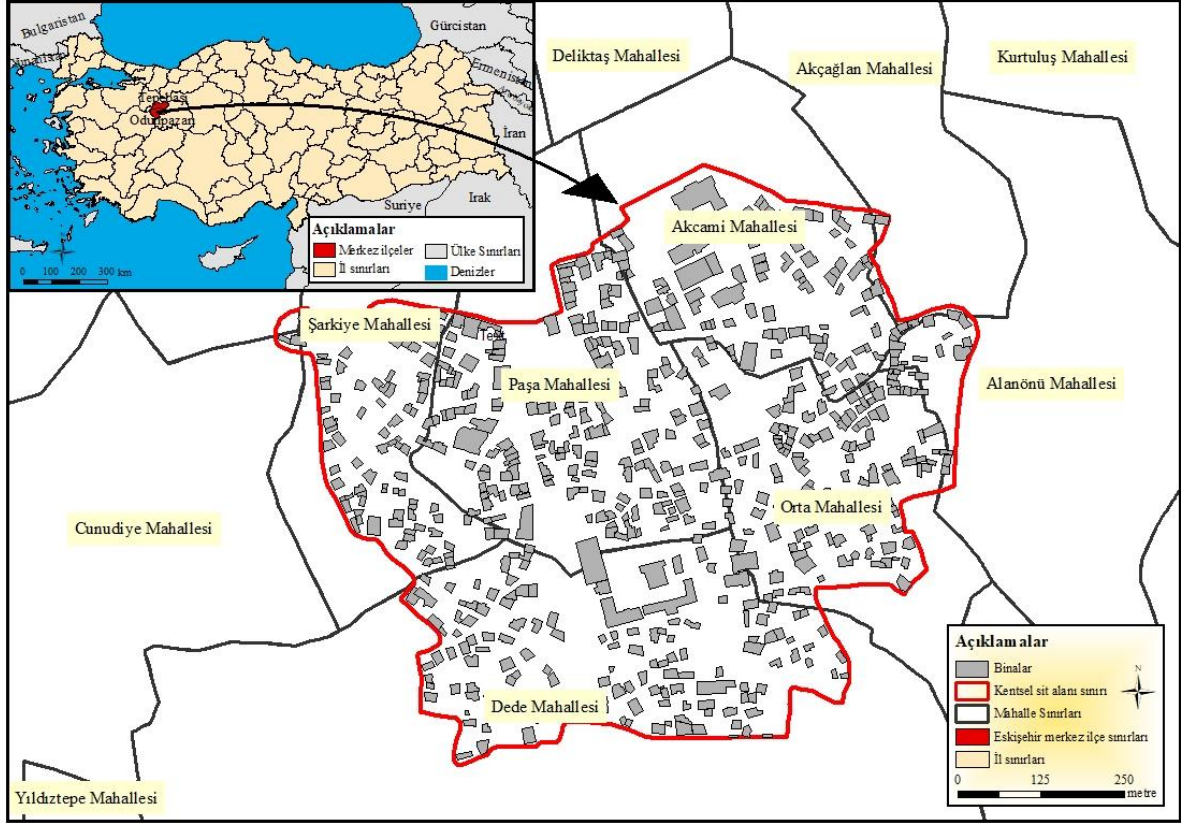 Bulgaristan
Gürcistan
Ermenistan
İran
Tepebaşı
Odunpazarı
Suriye
Irak
Açıklamalar
Merkez ilçeler
Ülke Sınırları
İl sınırları
Denizler
0 100 200 300 km
Deliktaş Mahallesi
Akçağlan Mahallesi
Kurtuluş Mahallesi
Akcami Mahallesi
Şarkiye Mahallesi
Paşa Mahallesi
Alanönü Mahallesi
Orta Mahallesi
Cunudiye Mahallesi
Dede Mahallesi
Yıldıztepe Mahallesi
Açıklamalar
N
Binalar
Kentsel sit alanı sınırı
Mahalle Sınırları
Eskişehir merkez ilçe sınırları
İl sınırları
0 125 250
metre